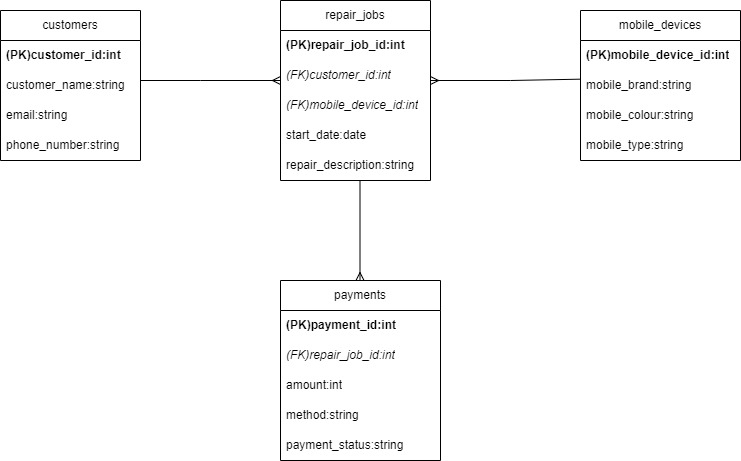 customers
(PK)customer_id:int
customer_name:string
email:string
phone_number:string
repair_jobs
(PK)repair_job_id:int
(FK)customer_id:int
(FK)mobile_device_id:int
start_date:date
repair_description:string
mobile_devices
(PK)mobile_device_id:int
mobile_brand:string
mobile_colour:string
mobile_type:string
payments
(PK)payment_id:int
(FK)repair_job_id:int
amount:int
method:string
payment_status:string